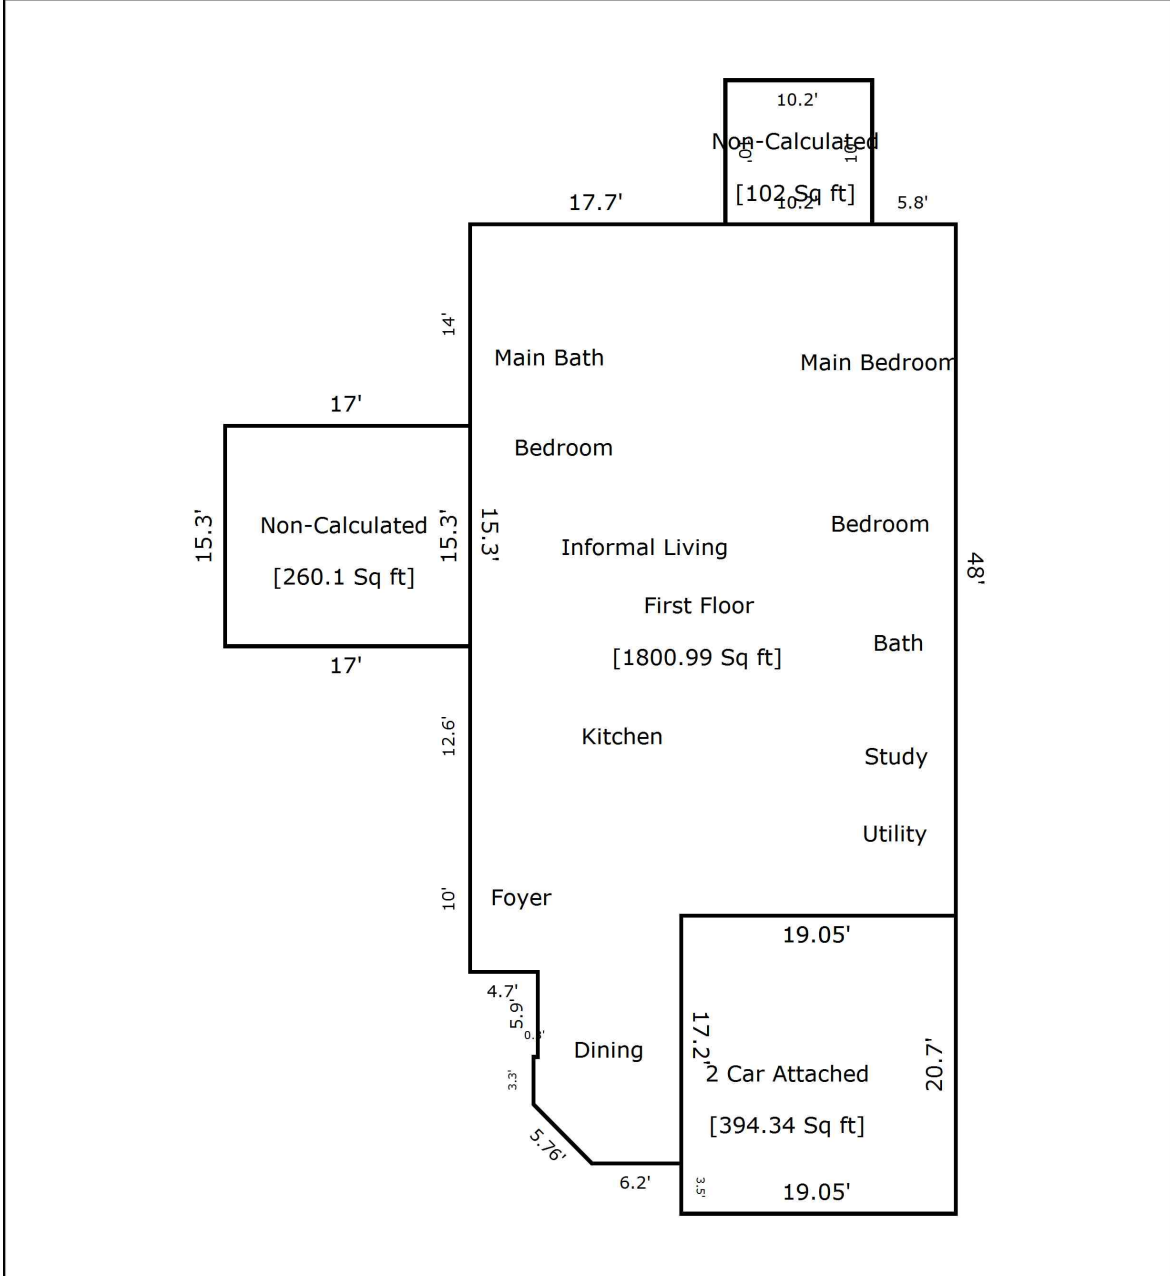 10.2'
Non-Calculated
10'
10'
[102 Sq ft]
10.2'
17.7'
5.8'
14'
Main Bath
Main Bedroom
17'
Bedroom
15.3'
Non-Calculated
15.3'
15.3'
Bedroom
Informal Living
48'
[260.1 Sq ft]
First Floor
Bath
[1800.99 Sq ft]
17'
12.6'
Kitchen
Study
Utility
10'
Foyer
19.05'
4.7'
5.9'
Dining
17.2'
20.7'
3.3'
2 Car Attached
[394.34 Sq ft]
5.76'
6.2'
3.5'
19.05'